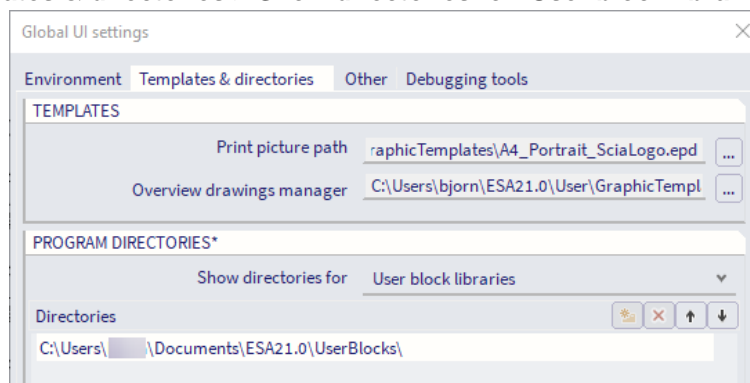 Global UI settings
Environment Templates & directories Other Debugging tools
TEMPLATES
Print picture path raphicTemplates\A4_Portrait_SciaLogo.epd ...
Overview drawings manager C:\Users\bjorn\ESA21.0\User\GraphicTempl ...
PROGRAM DIRECTORIES*
Show directories for User block libraries
Directories
C:\Users\ \Documents\ESA21.0\UserBlocks\